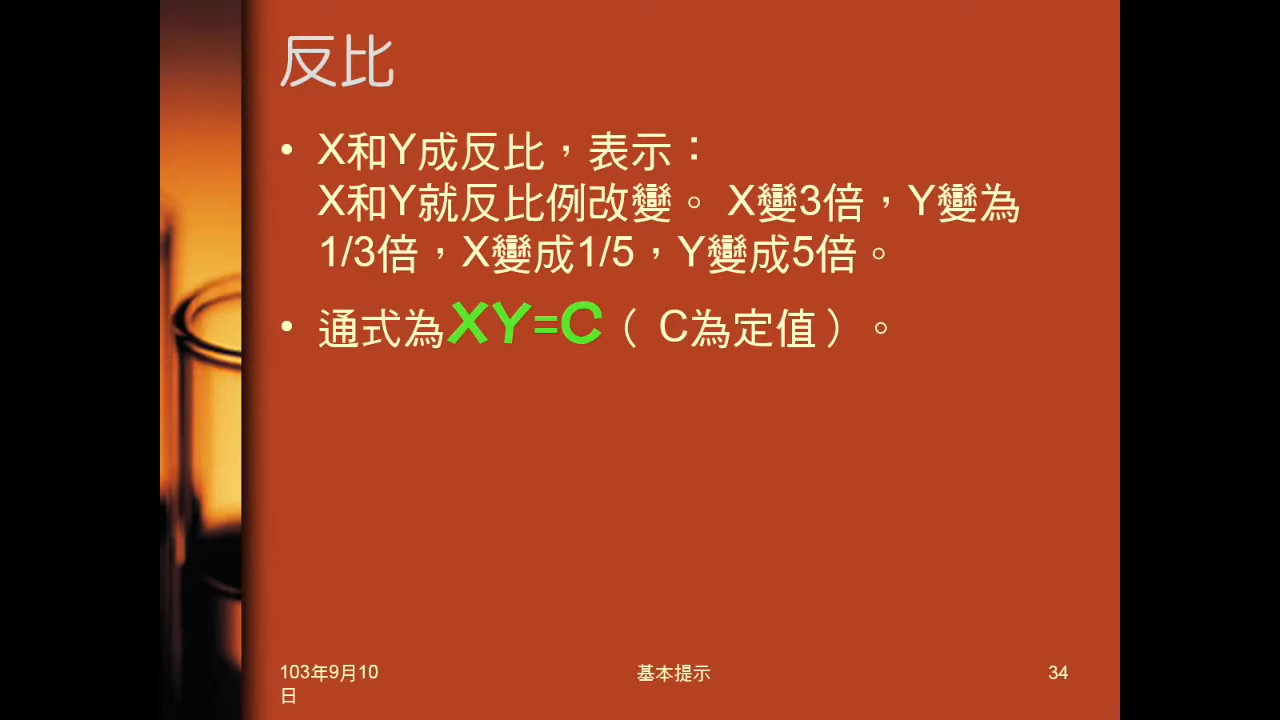 反比
• X和Y成反比，表示：
X和Y就反比例改變。 X變3倍，Y變為
1/3倍，X變成1/5，Y變成5倍。
• 通式為XY=C（ C為定值）。
103年9月10
日
基本提示
34